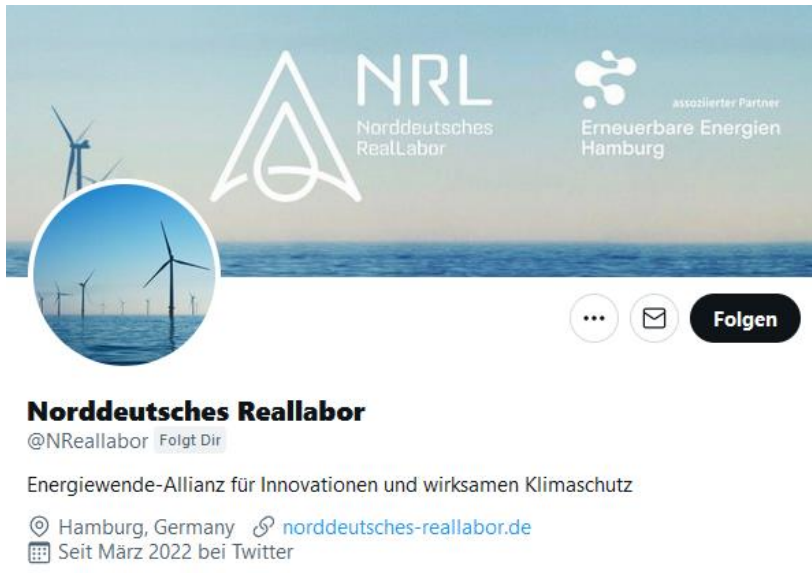 NRL
Norddeutsches
RealLabor
assoziierter Partner
Erneuerbare Energien
Hamburg
Folgen
Norddeutsches Reallabor
@NReallabor Folgt Dir
Energiewende-Allianz für Innovationen und wirksamen Klimaschutz
Hamburg, Germany norddeutsches-reallabor.de
Seit März 2022 bei Twitter